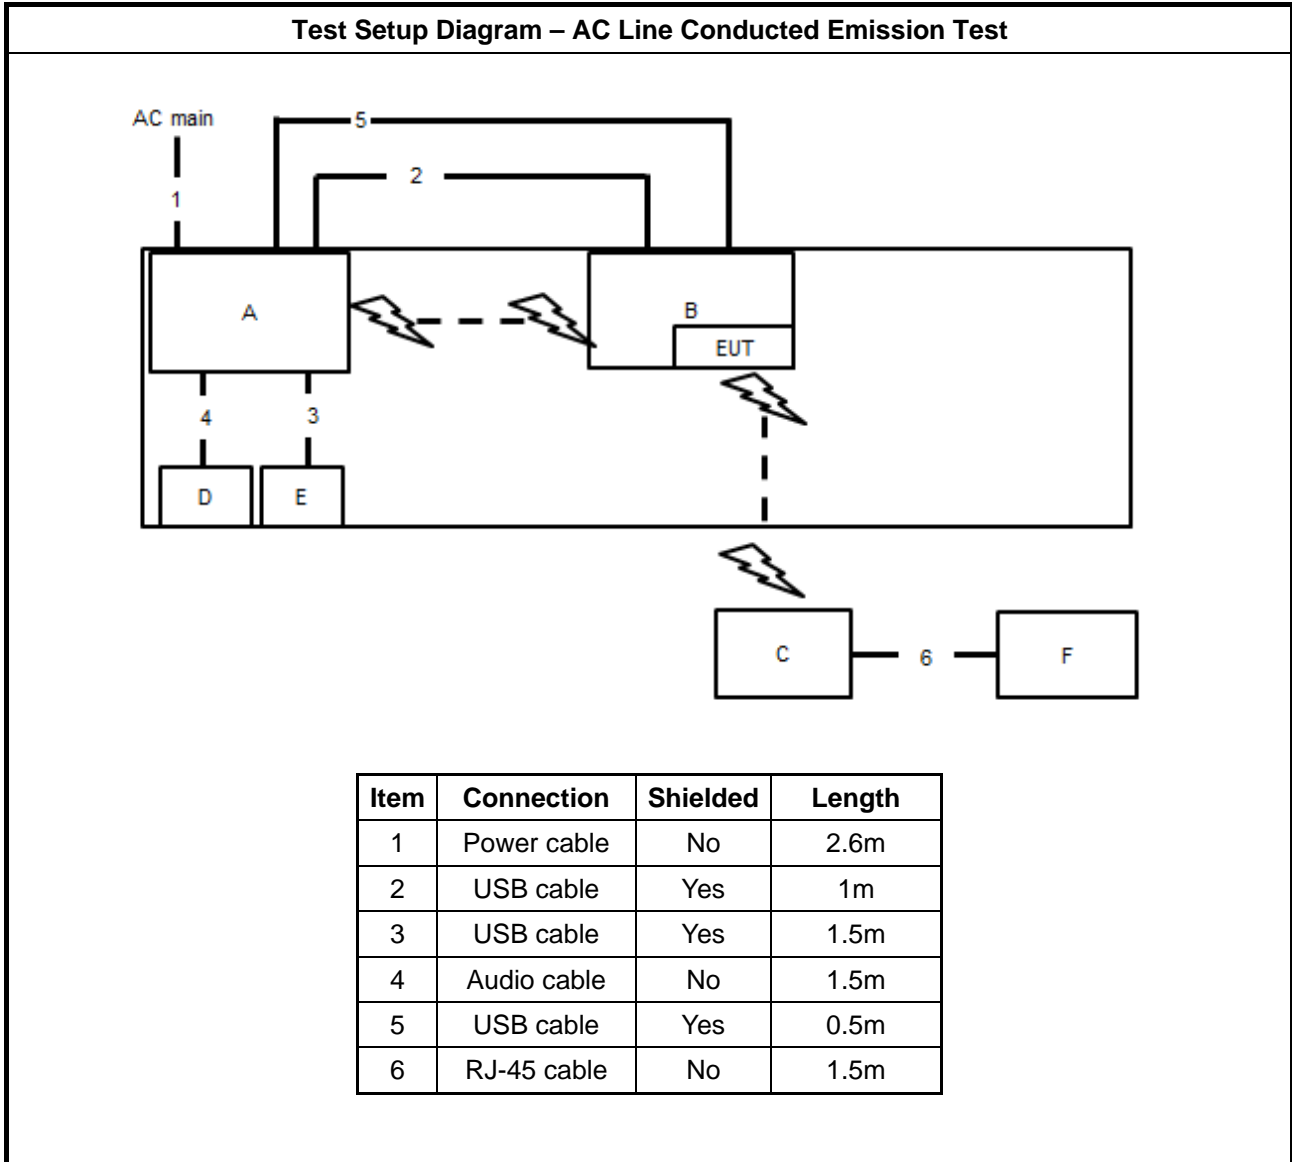 Test Setup Diagram – AC Line Conducted Emission Test
AC main
5
2
1
A
B
EUT
4
3
D
E
C
6
F
Item Connection Shielded Length
1 Power cable No 2.6m
2 USB cable Yes 1m
3 USB cable Yes 1.5m
4 Audio cable No 1.5m
5 USB cable Yes 0.5m
6 RJ-45 cable No 1.5m